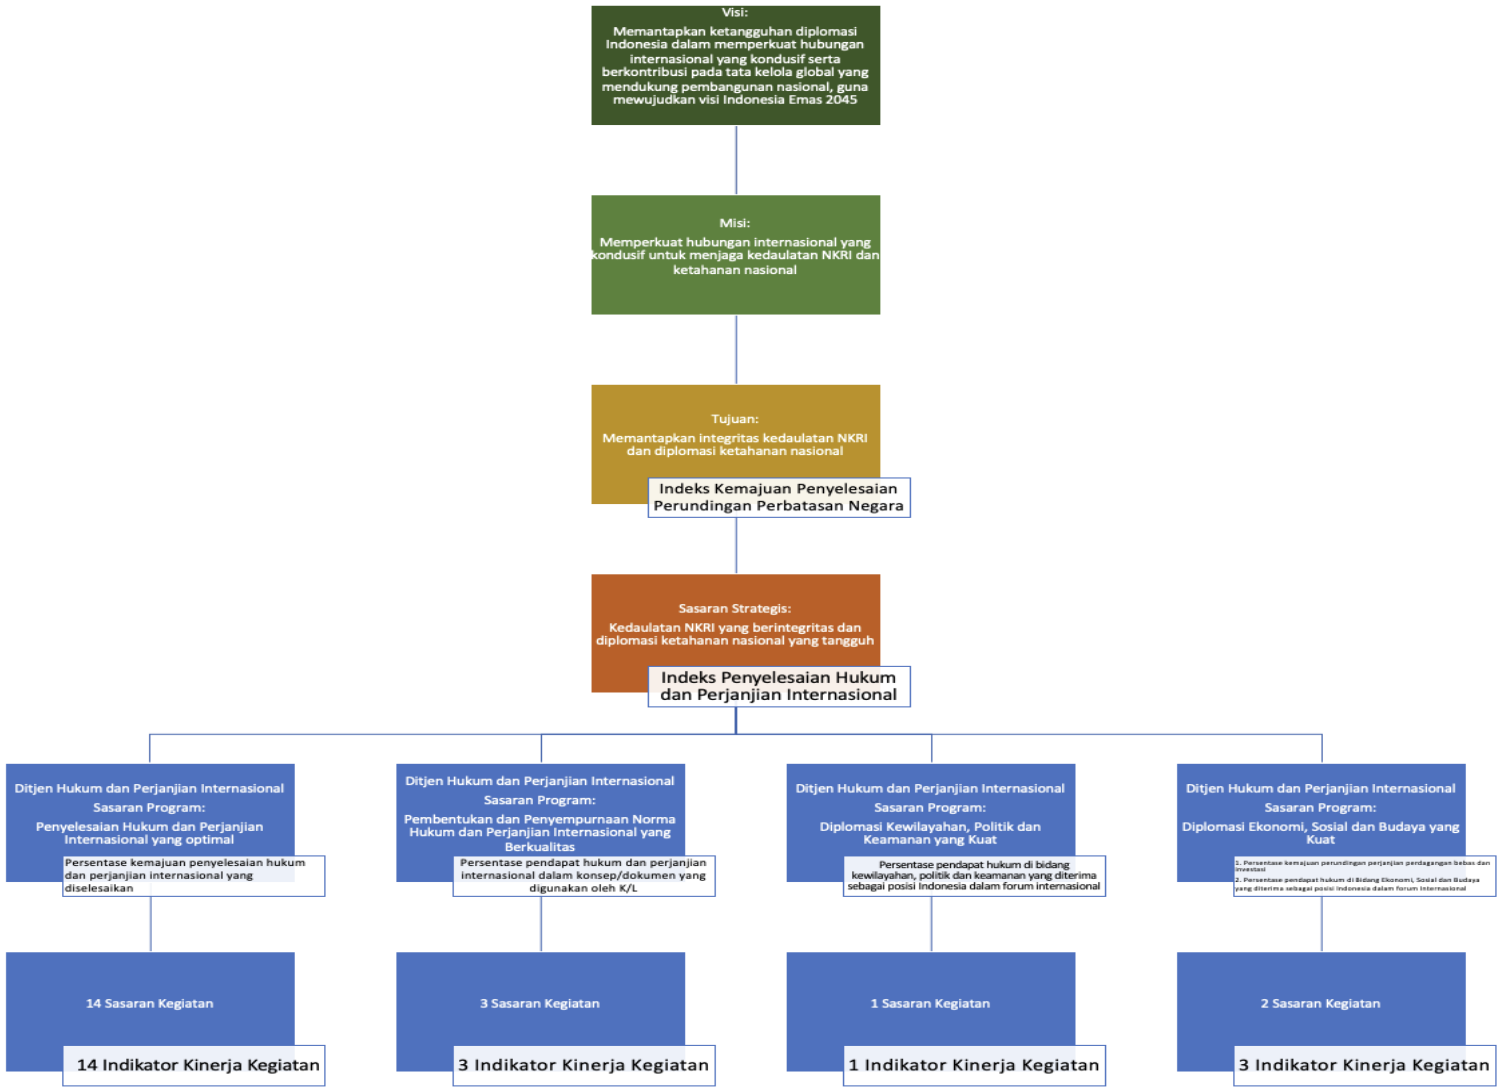 Visi:
Memantapkan ketangguhan diplomasi
Indonesia dalam memperkuat hubungan
internasional yang kondusif serta
berkontribusi pada tata kelola global yang
mendukung pembangunan nasional, guna
mewujudkan visi Indonesia Emas 2045
Misi:
Memperkuat hubungan internasional yang
kondusif untuk menjaga kedaulatan NKRI dan
ketahanan nasional
Tujuan:
Memantapkan integritas kedaulatan NKRI
dan diplomasi ketahanan nasional
Indeks Kemajuan Penyelesaian
Perundingan Perbatasan Negara
Sasaran Strategis:
Kedaulatan NKRI yang berintegritas dan
diplomasi ketahanan nasional yang tangguh
Indeks Penyelesaian Hukum
dan Perjanjian Internasional
Ditjen Hukum dan Perjanjian Internasional
Sasaran Program:
Penyelesaian Hukum dan Perjanjian
Internasional yang optimal
Persentase kemajuan penyelesaian hukum
dan perjanjian internasional yang
diselesaikan
Ditjen Hukum dan Perjanjian Internasional
Sasaran Program:
Pembentukan dan Penyempurnaan Norma
Hukum dan Perjanjian Internasional yang
Berkualitas
Persentase pendapat hukum dan perjanjian
internasional dalam konsep/dokumen yang
digunakan oleh K/L
Ditjen Hukum dan Perjanjian Internasional
Sasaran Program:
Diplomasi Kewilayahan, Politik dan
Keamanan yang Kuat
Persentase pendapat hukum di bidang
kewilayahan, politik dan keamanan yang diterima
sebagai posisi Indonesia dalam forum internasional
Ditjen Hukum dan Perjanjian Internasional
Sasaran Program:
Diplomasi Ekonomi, Sosial dan Budaya yang
Kuat
1. Persentase kemajuan perundingan perjanjian perdagangan bebas dan
investasi
2. Persentase pendapat hukum di Bidang Ekonomi, Sosial dan Budaya
yang diterima sebagai posisi Indonesia dalam forum Internasional
14 Sasaran Kegiatan
14 Indikator Kinerja Kegiatan
3 Sasaran Kegiatan
3 Indikator Kinerja Kegiatan
1 Sasaran Kegiatan
1 Indikator Kinerja Kegiatan
2 Sasaran Kegiatan
3 Indikator Kinerja Kegiatan